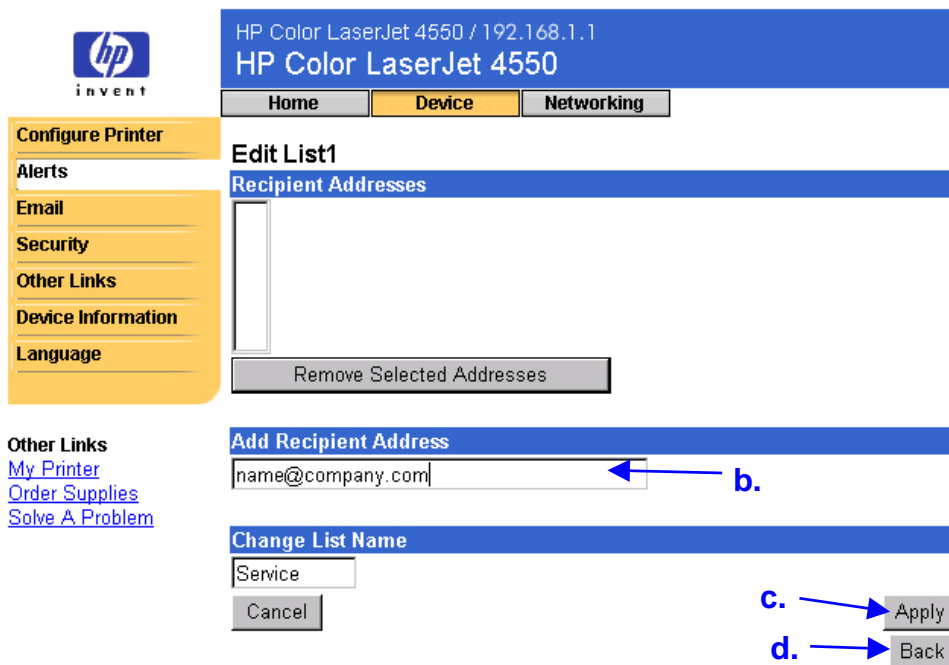 hp
invent
HP Color LaserJet 4550 / 192.168.1.1
HP Color LaserJet 4550
Home Device Networking
Configure Printer
Alerts
Email
Security
Other Links
Device Information
Language
Other Links
My Printer
Order Supplies
Solve A Problem
Edit List1
Recipient Addresses
Remove Selected Addresses
Add Recipient Address
name@company.com
b.
Change List Name
Service
Cancel
c.
Apply
d.
Back